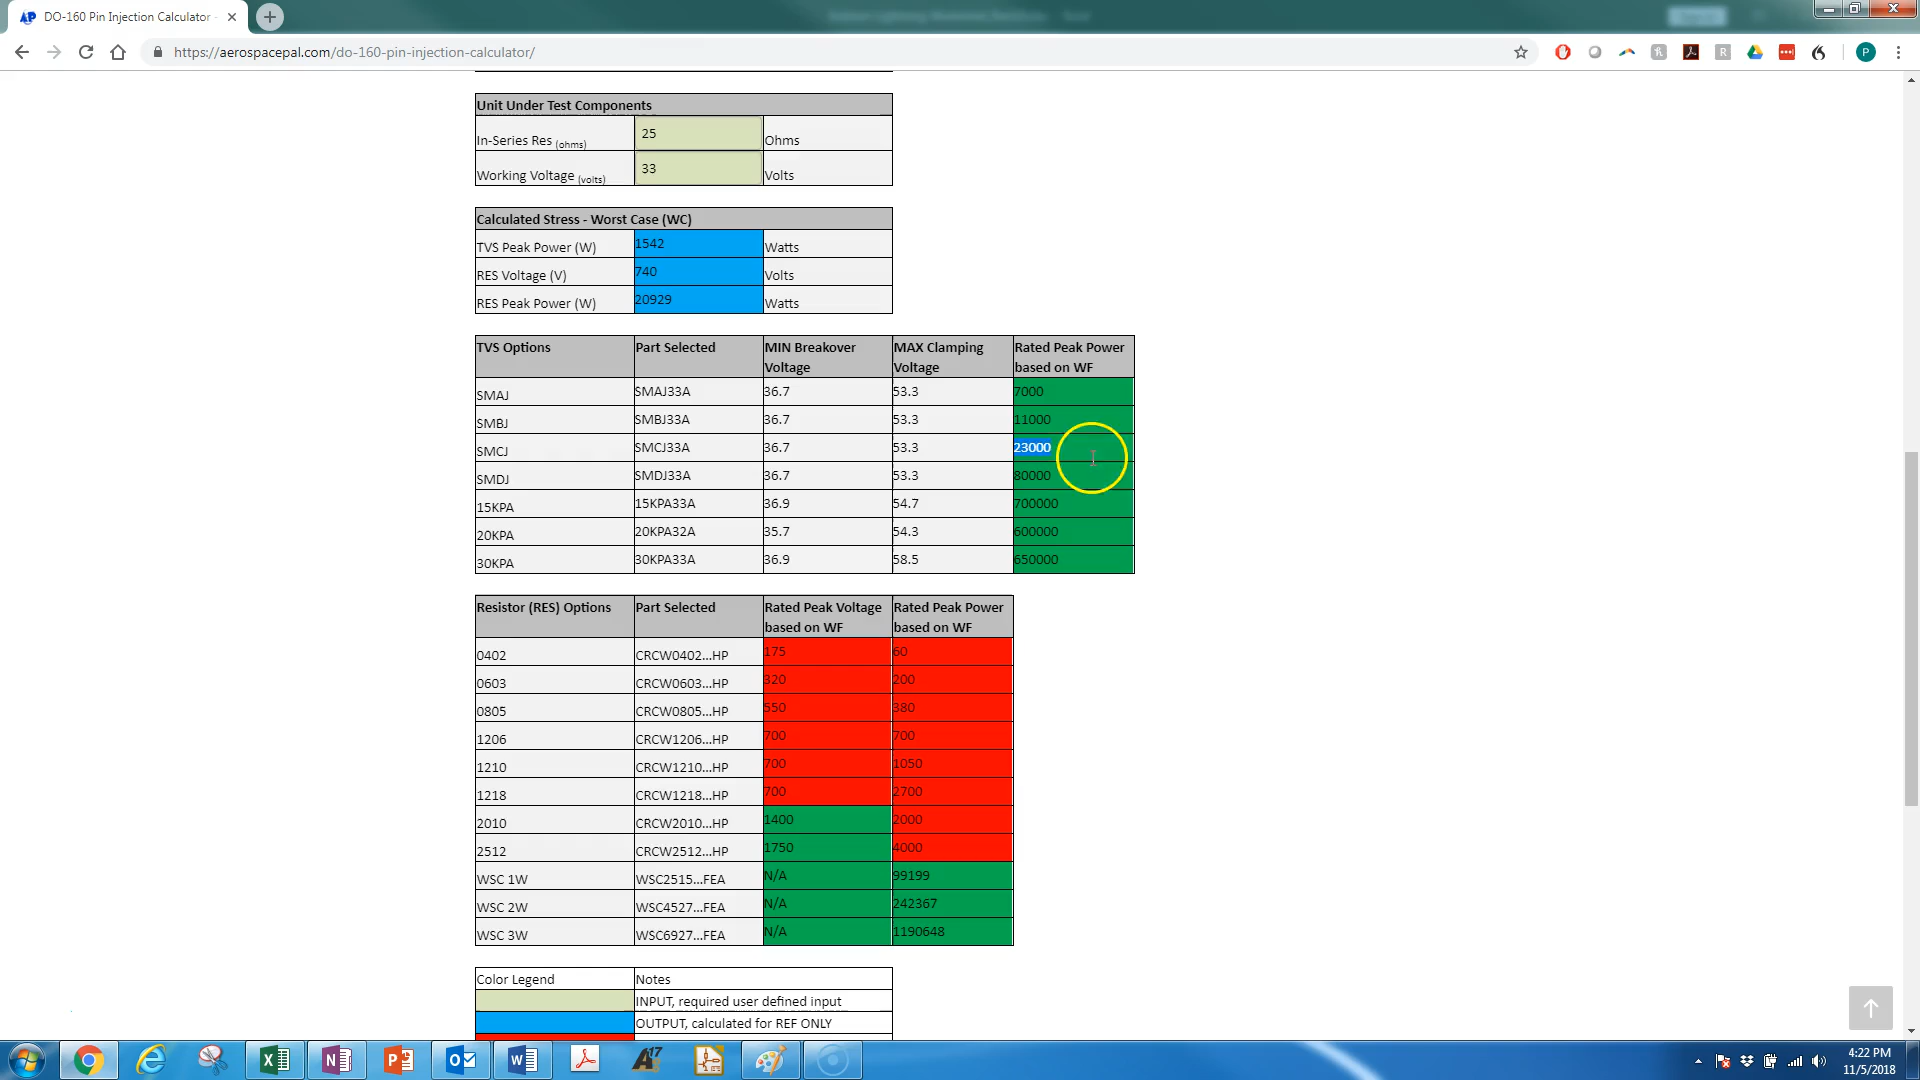 DO-160 Pin Injection Calculator
https://aerospacepal.com/do-160-pin-injection-calculator/
P
Unit Under Test Components
In-Series Res (ohms) 25 Ohms
Working Voltage (volts) 33 Volts
Calculated Stress - Worst Case (WC)
TVS Peak Power (W) 1542 Watts
RES Voltage (V) 740 Volts
RES Peak Power (W) 20929 Watts
TVS Options Part Selected MIN Breakover Voltage MAX Clamping Voltage Rated Peak Power based on WF
SMAJ SMAJ33A 36.7 53.3 7000
SMBJ SMBJ33A 36.7 53.3 11000
SMCJ SMCJ33A 36.7 53.3 23000
SMDJ SMDJ33A 36.7 53.3 80000
15KPA 15KPA33A 36.9 54.7 700000
20KPA 20KPA32A 35.7 54.3 600000
30KPA 30KPA33A 36.9 58.5 650000
Resistor (RES) Options Part Selected Rated Peak Voltage based on WF Rated Peak Power based on WF
0402 CRCW0402...HP 175 60
0603 CRCW0603...HP 320 200
0805 CRCW0805...HP 550 380
1206 CRCW1206...HP 700 700
1210 CRCW1210...HP 700 1050
1218 CRCW1218...HP 700 2700
2010 CRCW2010...HP 1400 2000
2512 CRCW2512...HP 1750 4000
WSC 1W WSC2515...FEA N/A 99199
WSC 2W WSC4527...FEA N/A 242367
WSC 3W WSC6927...FEA N/A 1190648
Color Legend Notes
INPUT, required user defined input
OUTPUT, calculated for REF ONLY
4:22 PM
11/5/2018